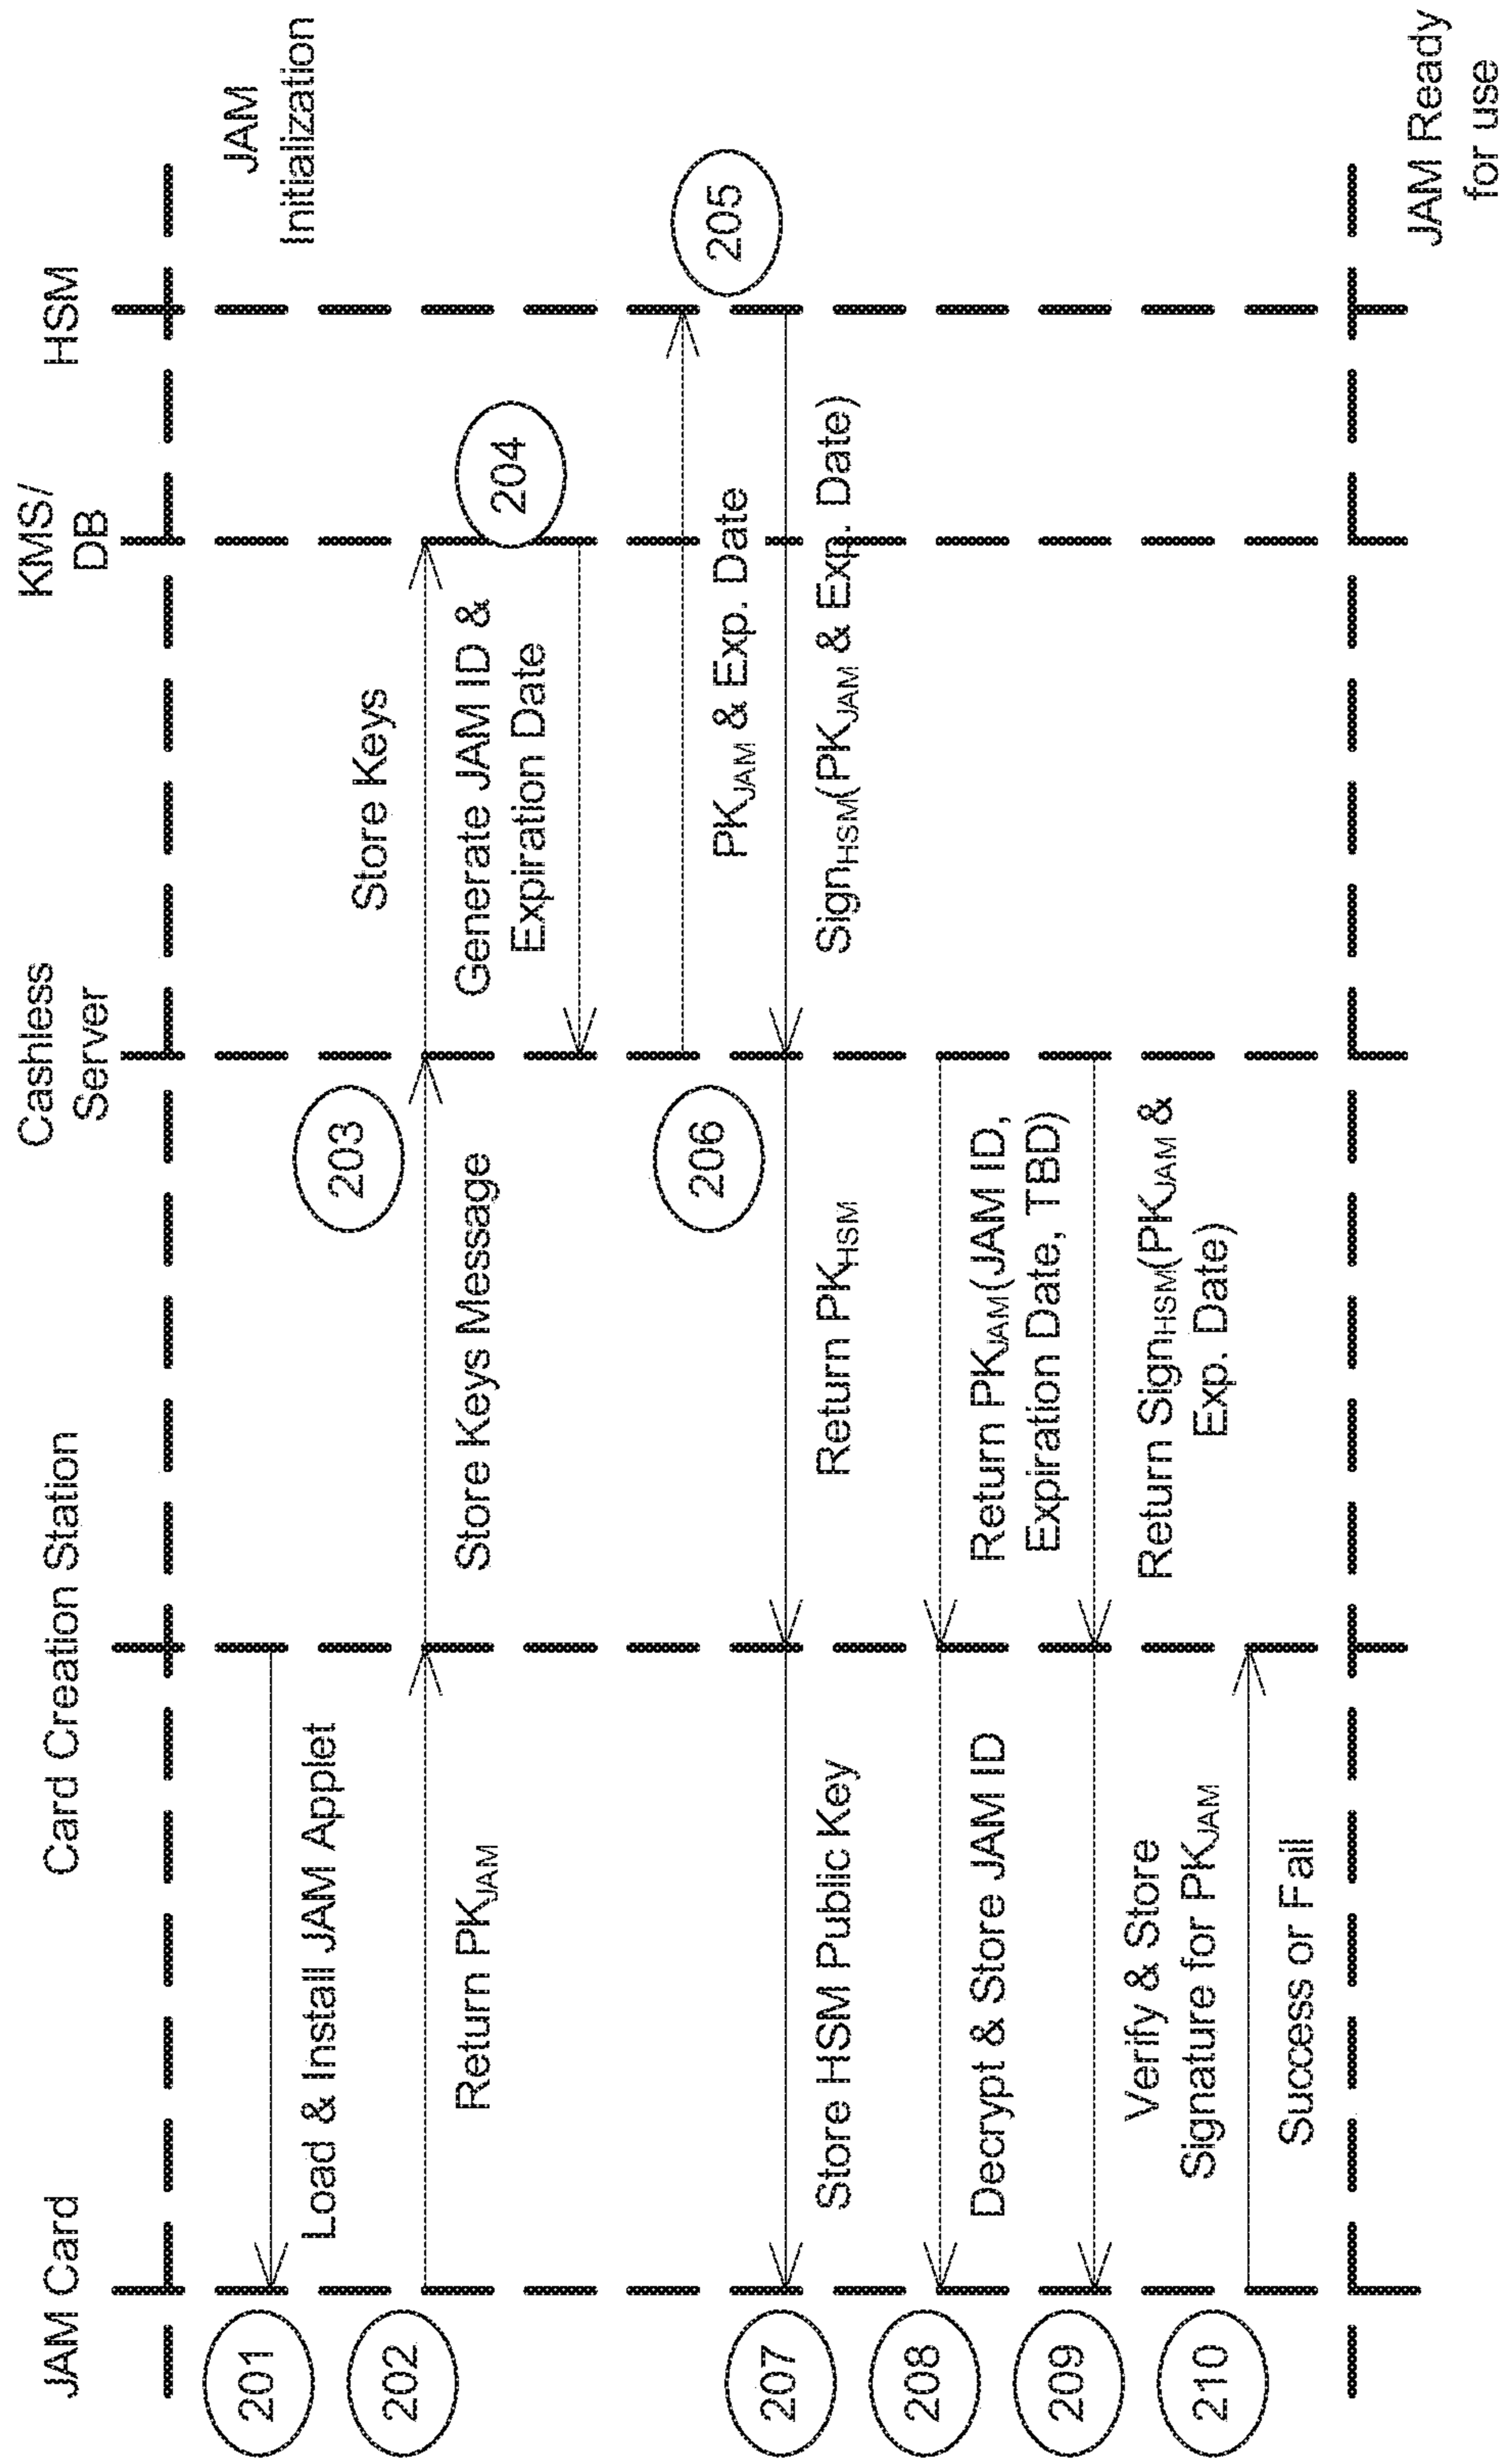 JAM Card
Card Creation Station
Cashless
Server
KMS/
DB
HSM
JAM
Initialization
201
Load & Install JAM Applet
202
Return PKJAM
Store Keys Message
203
Store Keys
Generate JAM ID &
Expiration Date
204
PKJAM & Exp. Date
205
SignHSM(PKJAM & Exp. Date)
206
Return PKHSM
207
Store HSM Public Key
Return PKJAM(JAM ID,
Expiration Date, TBD)
208
Decrypt & Store JAM ID
Return SignHSM(PKJAM &
Exp. Date)
209
Verify & Store
Signature for PKJAM
210
Success or Fail
JAM Ready
for use